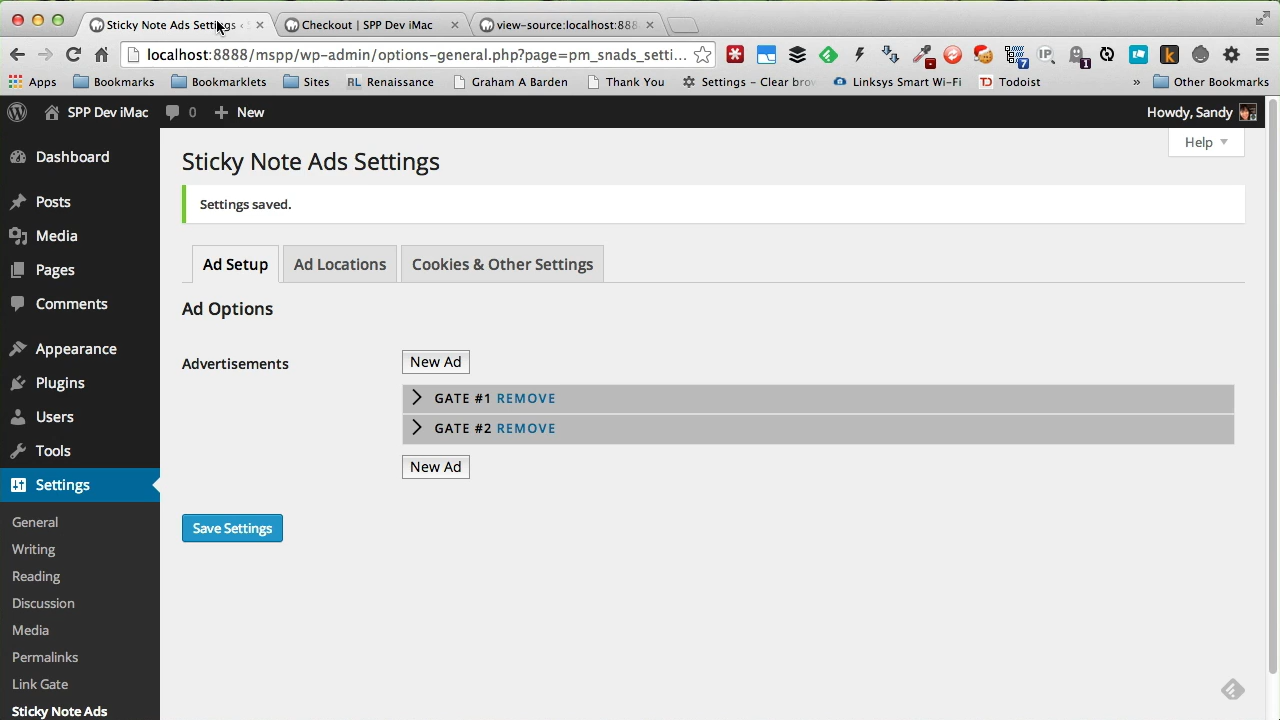 Sticky Note Ads Settings ‹
Checkout | SPP Dev iMac
view-source:localhost:888
localhost:8888/mspp/wp-admin/options-general.php?page=pm_snads_setti...
Apps
Bookmarks
Bookmarklets
Sites
RL Renaissance
Graham A Barden
Thank You
Settings - Clear brow
Linksys Smart Wi-Fi
TD Todoist
»
Other Bookmarks
SPP Dev iMac
0
New
Howdy, Sandy
Help
Dashboard
Posts
Media
Pages
Comments
Appearance
Plugins
Users
Tools
Settings
General
Writing
Reading
Discussion
Media
Permalinks
Link Gate
Sticky Note Ads
Sticky Note Ads Settings
Settings saved.
Ad Setup
Ad Locations
Cookies & Other Settings
Ad Options
Advertisements
New Ad
GATE #1 REMOVE
GATE #2 REMOVE
New Ad
Save Settings